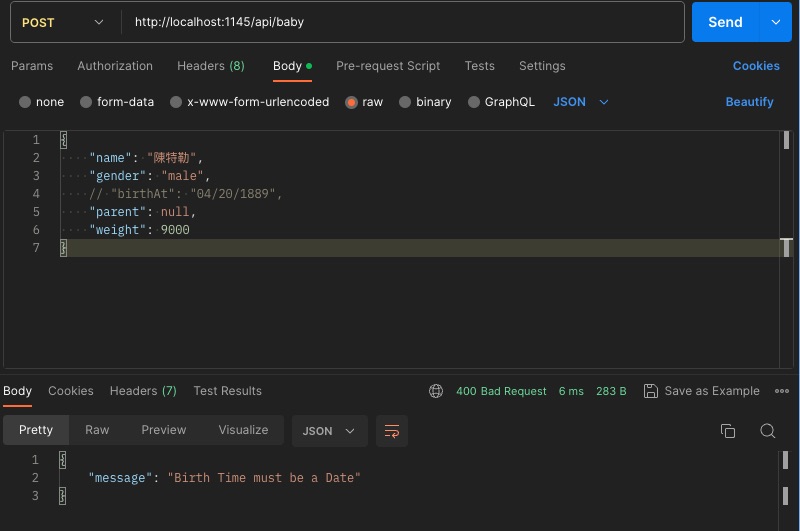 POST http://localhost:1145/api/baby Send
Params Authorization Headers (8) Body Pre-request Script Tests Settings Cookies
none form-data x-www-form-urlencoded raw binary GraphQL JSON Beautify
1 {
2 "name": "陳特勒",
3 "gender": "male",
4 // "birthAt": "04/20/1889",
5 "parent": null,
6 "weight": 9000
7 }
Body Cookies Headers (7) Test Results 400 Bad Request 6 ms 283 B Save as Example
Pretty Raw Preview Visualize JSON
1 {
2 "message": "Birth Time must be a Date"
3 }